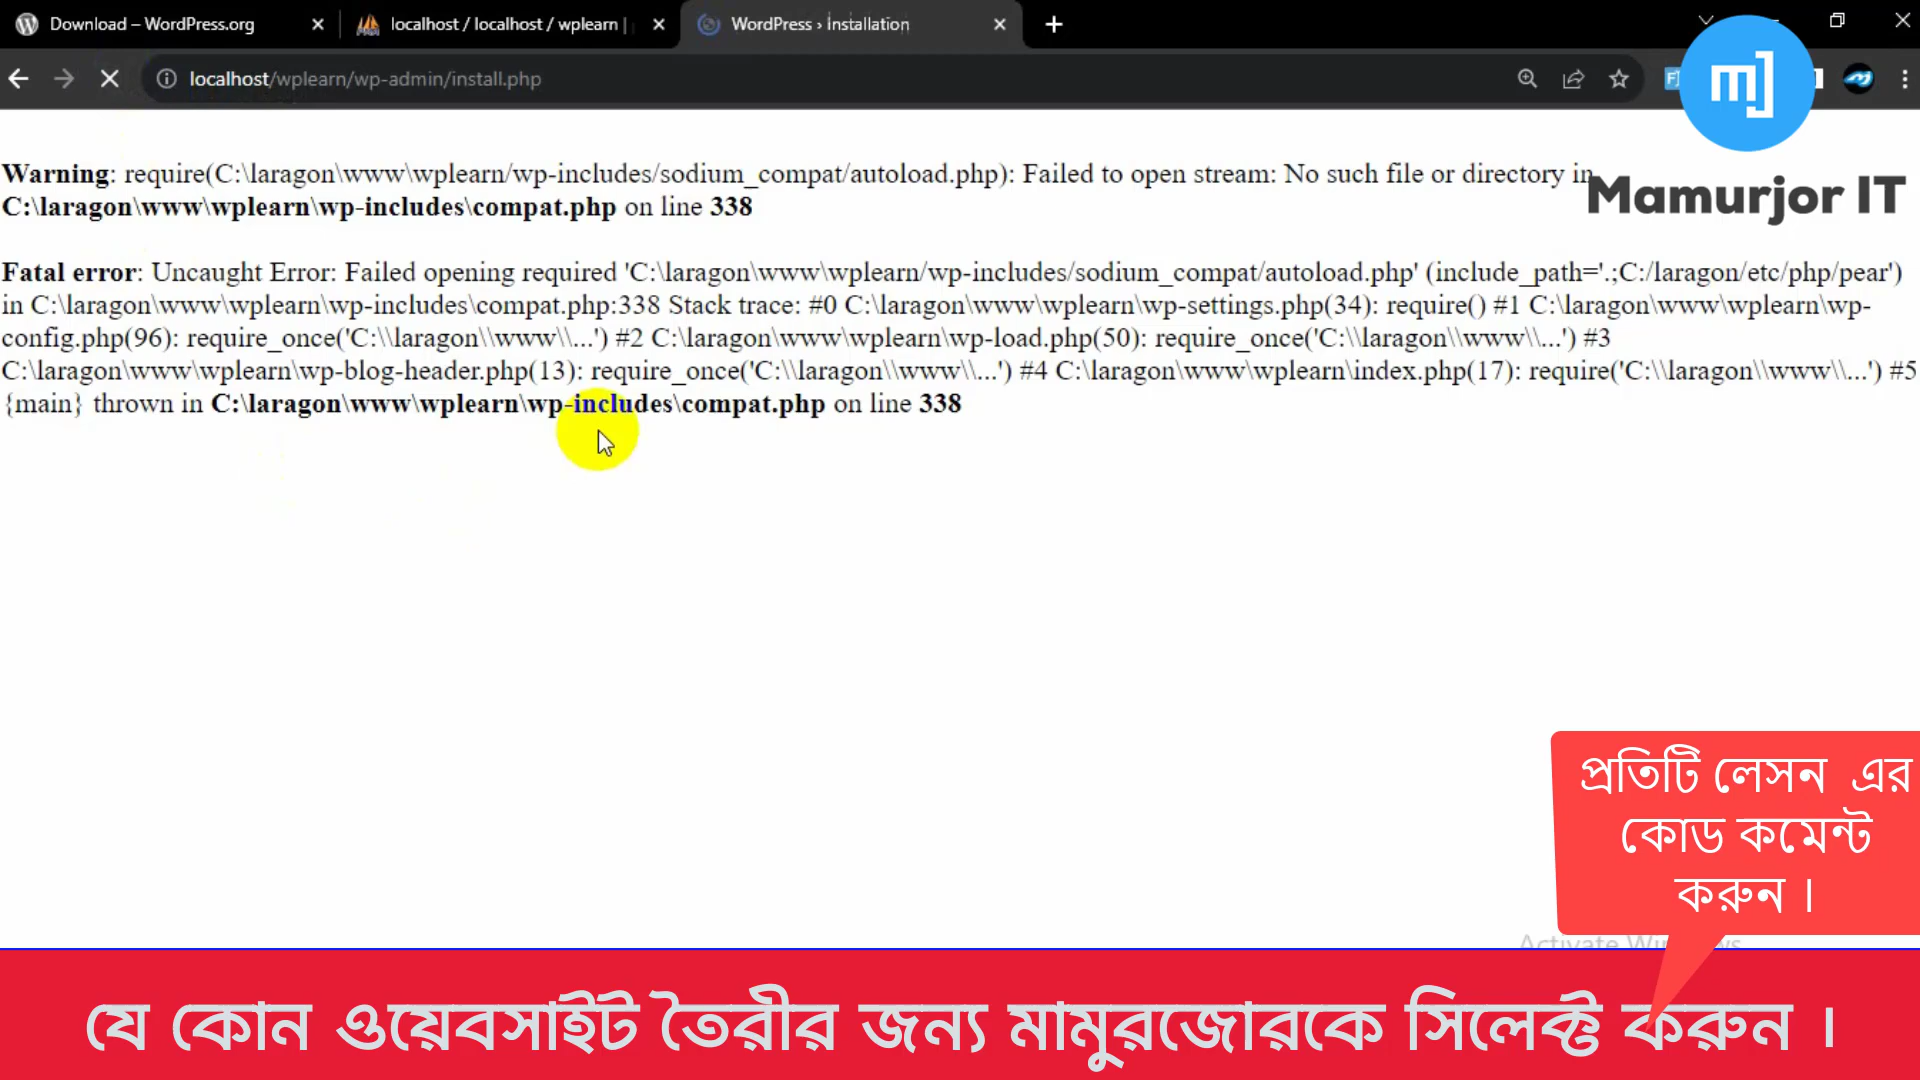 Download – WordPress.org
localhost / localhost / wplearn |
WordPress › Installation
localhost/wplearn/wp-admin/install.php
m]
Mamurjor IT
Warning: require(C:\laragon\www\wplearn/wp-includes/sodium_compat/autoload.php): Failed to open stream: No such file or directory in
C:\laragon\www\wplearn\wp-includes\compat.php on line 338
Fatal error: Uncaught Error: Failed opening required 'C:\laragon\www\wplearn/wp-includes/sodium_compat/autoload.php' (include_path='.;C:/laragon/etc/php/pear')
in C:\laragon\www\wplearn\wp-includes\compat.php:338 Stack trace: #0 C:\laragon\www\wplearn\wp-settings.php(34): require() #1 C:\laragon\www\wplearn\wp-
config.php(96): require_once('C:\\laragon\\www\\...') #2 C:\laragon\www\wplearn\wp-load.php(50): require_once('C:\\laragon\\www\\...') #3
C:\laragon\www\wplearn\wp-blog-header.php(13): require_once('C:\\laragon\\www\\...') #4 C:\laragon\www\wplearn\index.php(17): require('C:\\laragon\\www\\...') #5
{main} thrown in C:\laragon\www\wplearn\wp-includes\compat.php on line 338
প্রতিটি লেসন এর
কোড কমেন্ট
করুন ।
Activate
যে কোন ওয়েবসাইট তৈরীর জন্য মামুরজোরকে সিলেক্ট করুন ।